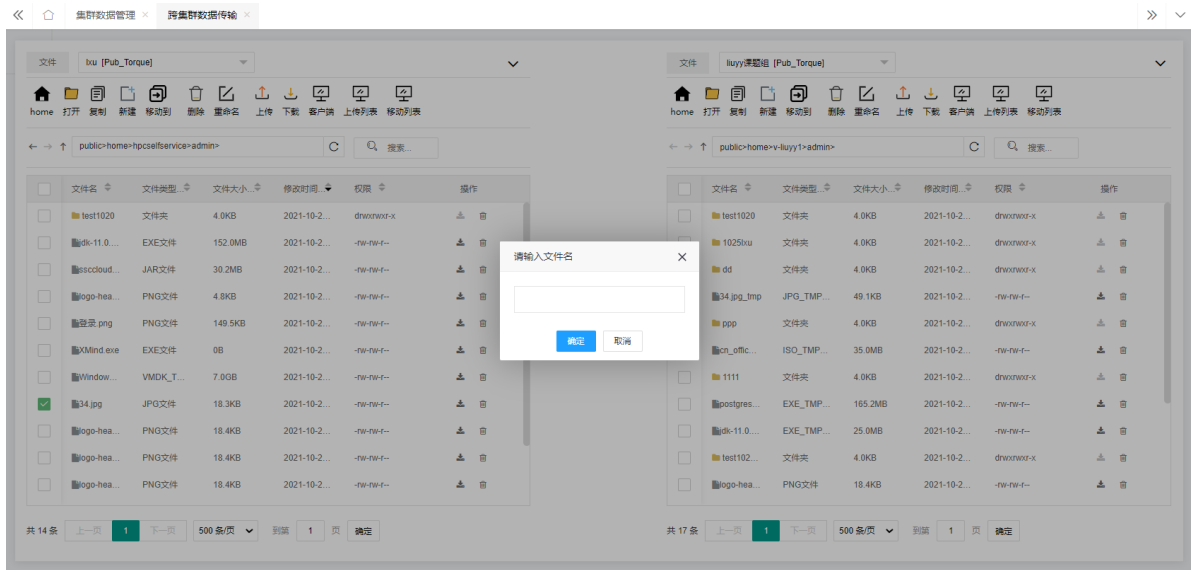 集群数据管理 跨集群数据传输
文件 lxu [Pub_Torque]
home 打开 复制 新建 移动到 删除 重命名 上传 下载 客户端 上传列表 移动列表
public>home>hpcselfservice>admin> 搜索...
文件名 文件类型... 文件大小... 修改时间... 权限 操作
test1020 文件夹 4.0KB 2021-10-2... drwxrwxr-x
jdk-11.0.... EXE文件 152.0MB 2021-10-2... -rw-rw-r--
ssccloud... JAR文件 30.2MB 2021-10-2... -rw-rw-r--
logo-hea... PNG文件 4.8KB 2021-10-2... -rw-rw-r--
登录.png PNG文件 149.5KB 2021-10-2... -rw-rw-r--
XMind.exe EXE文件 0B 2021-10-2... -rw-rw-r--
Window... VMDK_T... 7.0GB 2021-10-2... -rw-rw-r--
34.jpg JPG文件 18.3KB 2021-10-2... -rw-rw-r--
logo-hea... PNG文件 18.4KB 2021-10-2... -rw-rw-r--
logo-hea... PNG文件 18.4KB 2021-10-2... -rw-rw-r--
logo-hea... PNG文件 18.4KB 2021-10-2... -rw-rw-r--
共 14 条 上一页 1 下一页 500 条/页 到第 1 页 确定
请输入文件名
确定 取消
文件 liuyy课题组 [Pub_Torque]
home 打开 复制 新建 移动到 删除 重命名 上传 下载 客户端 上传列表 移动列表
public>home>v-liuyy1>admin> 搜索...
文件名 文件类型... 文件大小... 修改时间... 权限 操作
test1020 文件夹 4.0KB 2021-10-2... drwxrwxr-x
1025lxu 文件夹 4.0KB 2021-10-2... drwxrwxr-x
dd 文件夹 4.0KB 2021-10-2... drwxrwxr-x
34.jpg_tmp JPG_TMP... 49.1KB 2021-10-2... -rw-rw-r--
ppp 文件夹 4.0KB 2021-10-2... drwxrwxr-x
cn_offic... ISO_TMP... 35.0MB 2021-10-2... -rw-rw-r--
1111 文件夹 4.0KB 2021-10-2... drwxrwxr-x
postgres... EXE_TMP... 165.2MB 2021-10-2... -rw-rw-r--
jdk-11.0.... EXE_TMP... 25.0MB 2021-10-2... -rw-rw-r--
test102... 文件夹 4.0KB 2021-10-2... drwxrwxr-x
logo-hea... PNG文件 18.4KB 2021-10-2... -rw-rw-r--
共 17 条 上一页 1 下一页 500 条/页 到第 1 页 确定